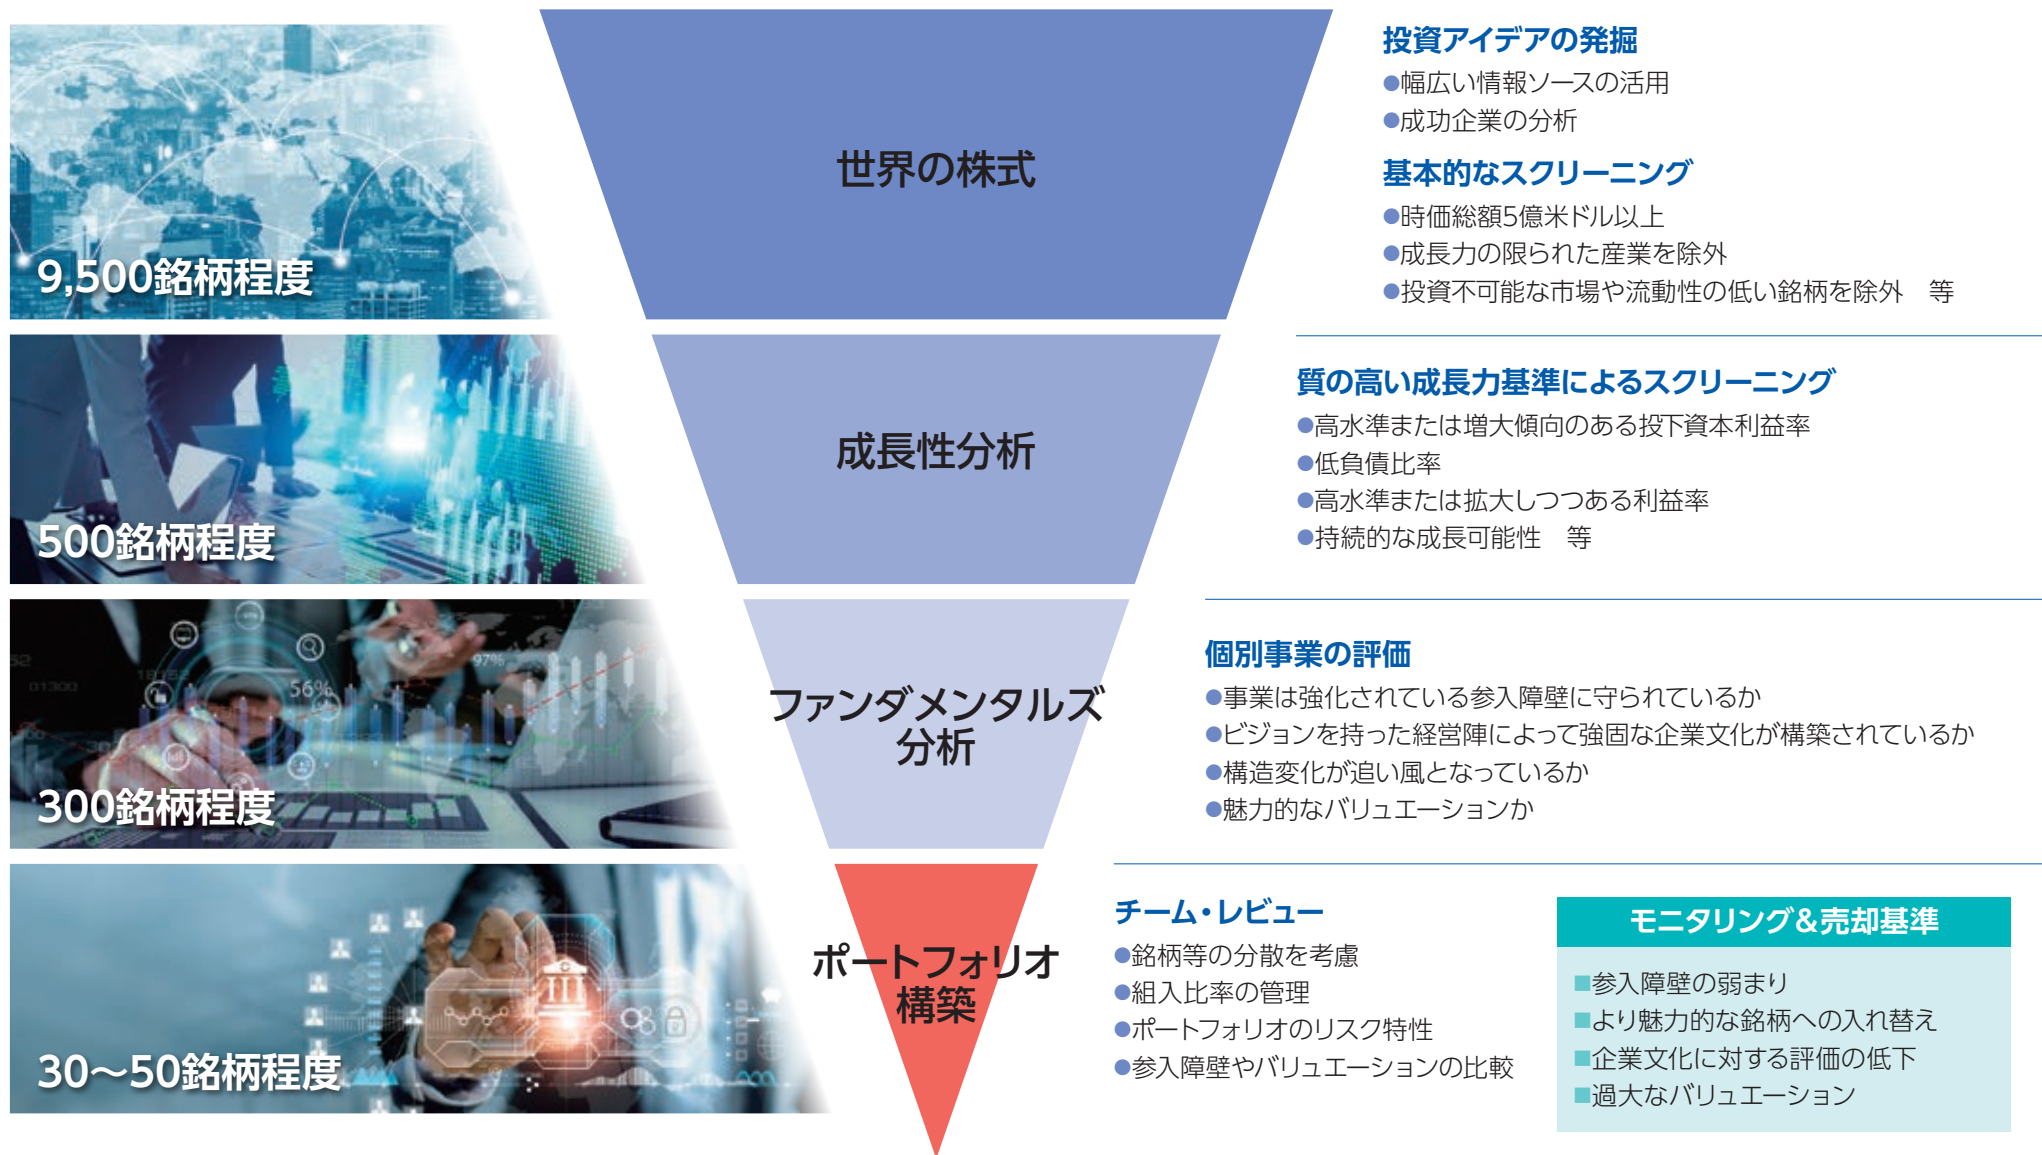 9,500銘柄程度
世界の株式
投資アイデアの発掘
●幅広い情報ソースの活用
●成功企業の分析
基本的なスクリーニング
●時価総額5億米ドル以上
●成長力の限られた産業を除外
●投資不可能な市場や流動性の低い銘柄を除外　等
500銘柄程度
成長性分析
質の高い成長力基準によるスクリーニング
●高水準または増大傾向のある投下資本利益率
●低負債比率
●高水準または拡大しつつある利益率
●持続的な成長可能性　等
56%
97%
01300
300銘柄程度
ファンダメンタルズ
分析
個別事業の評価
●事業は強化されている参入障壁に守られているか
●ビジョンを持った経営陣によって強固な企業文化が構築されているか
●構造変化が追い風となっているか
●魅力的なバリュエーションか
30〜50銘柄程度
ポートフォリオ
構築
チーム・レビュー
●銘柄等の分散を考慮
●組入比率の管理
●ポートフォリオのリスク特性
●参入障壁やバリュエーションの比較
モニタリング&売却基準
■参入障壁の弱まり
■より魅力的な銘柄への入れ替え
■企業文化に対する評価の低下
■過大なバリュエーション